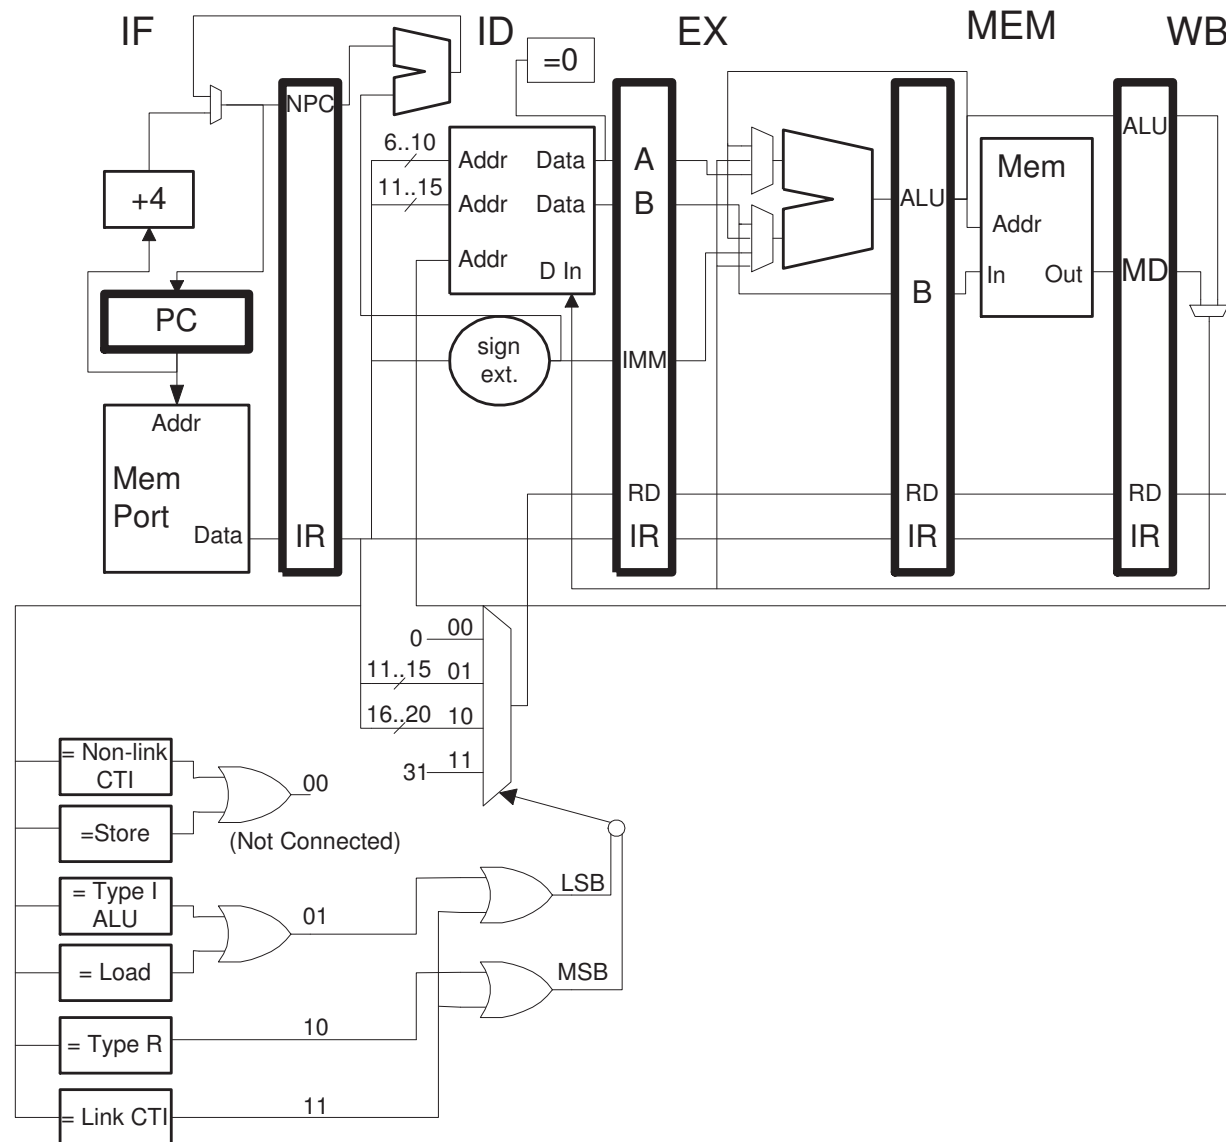 IF
ID
EX
MEM
WB
=0
NPC
+4
PC
Addr
Mem
Port
Data
IR
6..10
11..15
Addr
Data
Addr
Data
Addr
D In
sign
ext.
A
B
IMM
RD
IR
ALU
B
RD
IR
Mem
Addr
In
Out
ALU
MD
RD
IR
0
00
11..15
01
16..20
10
31
11
= Non-link
CTI
00
=Store
(Not Connected)
= Type I
ALU
01
= Load
= Type R
10
= Link CTI
11
LSB
MSB